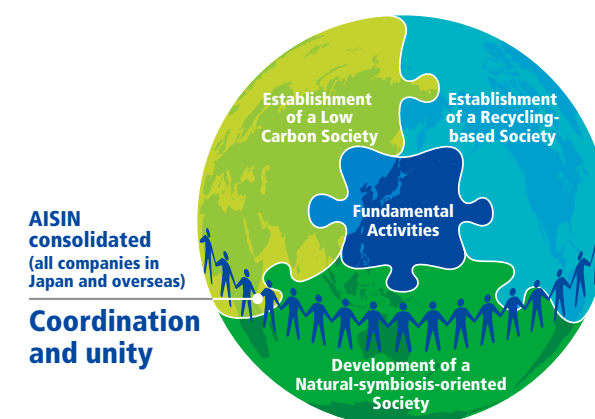 Establishment
of a Low
Carbon Society
Establishment
of a Recycling-
based Society
Fundamental
Activities
AISIN
consolidated
(all companies in
Japan and overseas)
Coordination
and unity
Development of a
Natural-symbiosis-oriented
Society